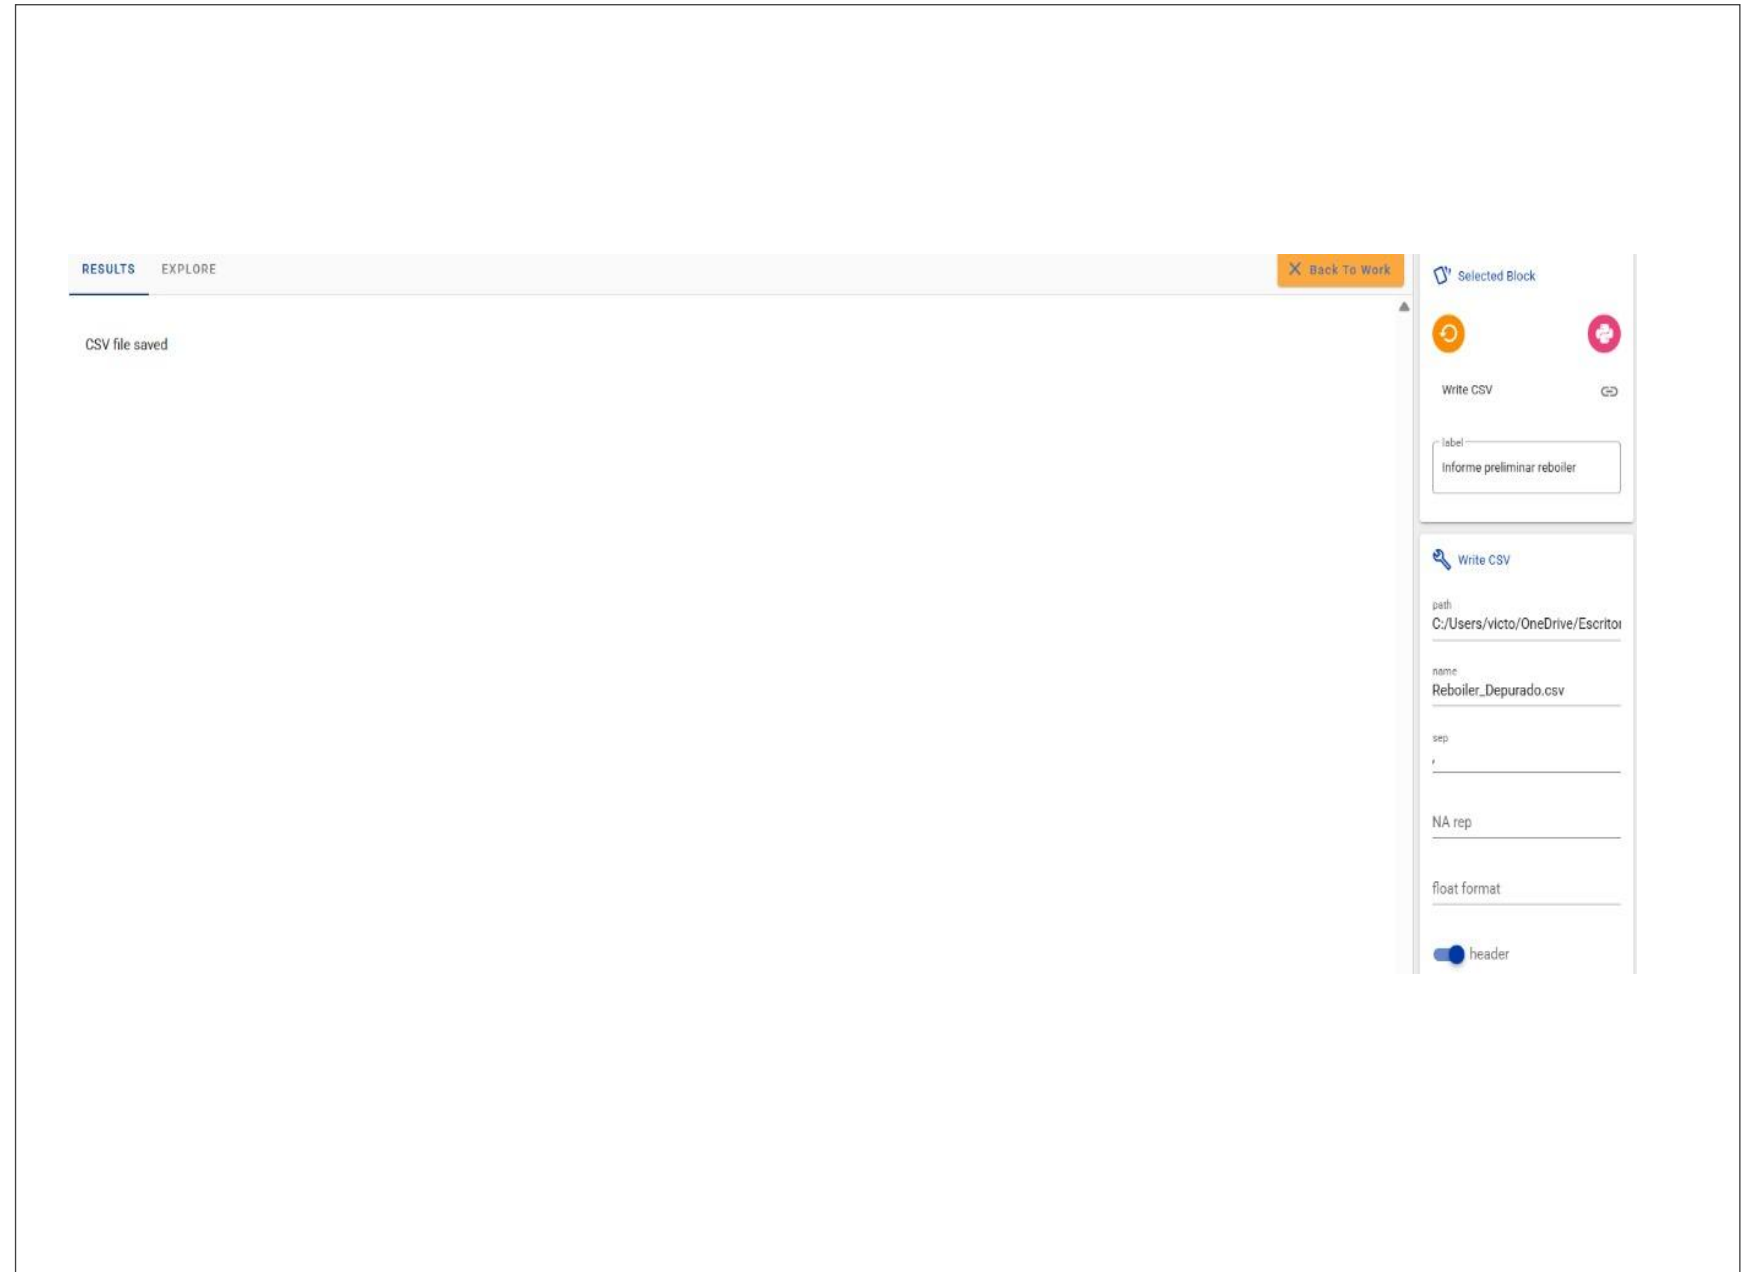 RESULTS EXPLORE
Back To Work
CSV file saved
Selected Block
Write CSV
label
Informe preliminar reboiler
Write CSV
path
C:/Users/victo/OneDrive/Escritor
name
Reboiler_Depurado.csv
sep
,
NA rep
float format
header